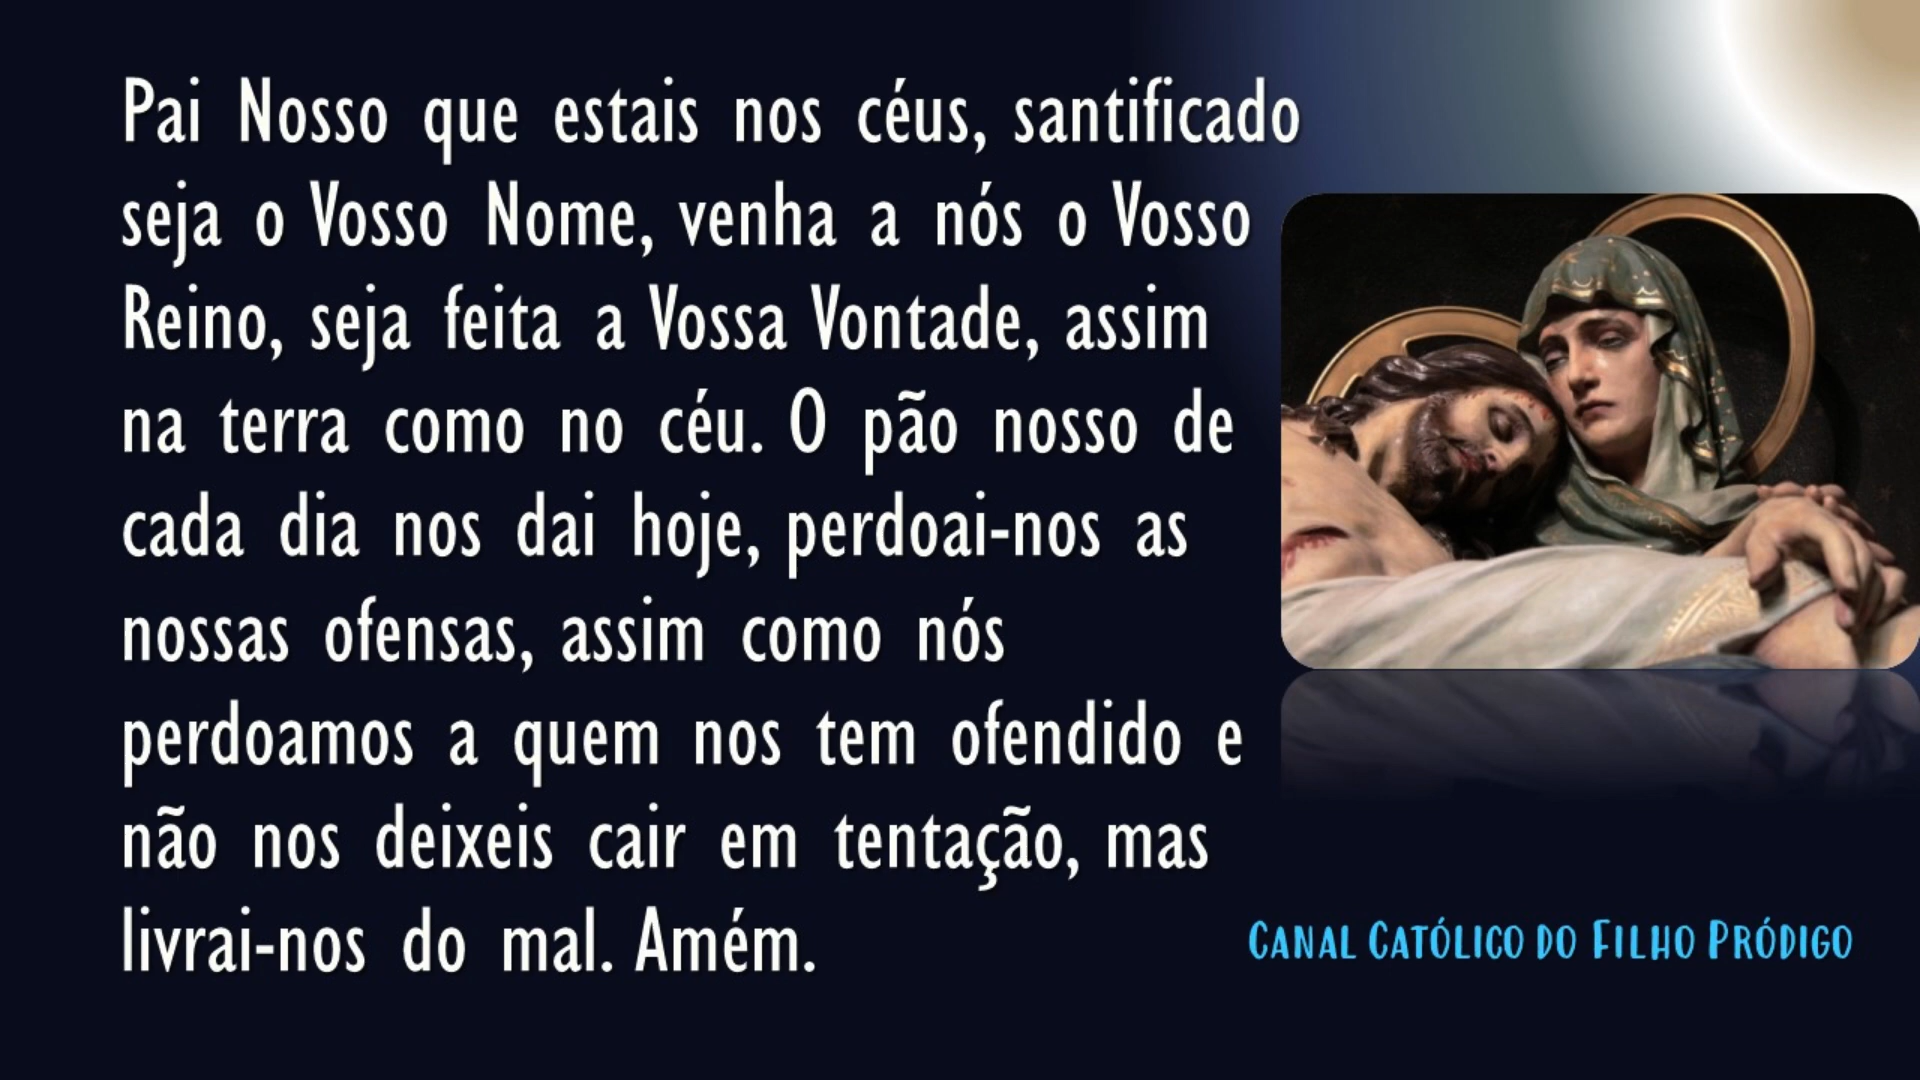 Pai Nosso que estais nos céus, santificado
seja o Vosso Nome, venha a nós o Vosso
Reino, seja feita a Vossa Vontade, assim
na terra como no céu. O pão nosso de
cada dia nos dai hoje, perdoai-nos as
nossas ofensas, assim como nós
perdoamos a quem nos tem ofendido e
não nos deixeis cair em tentação, mas
livrai-nos do mal. Amém.
Canal Católico do Filho Pródigo